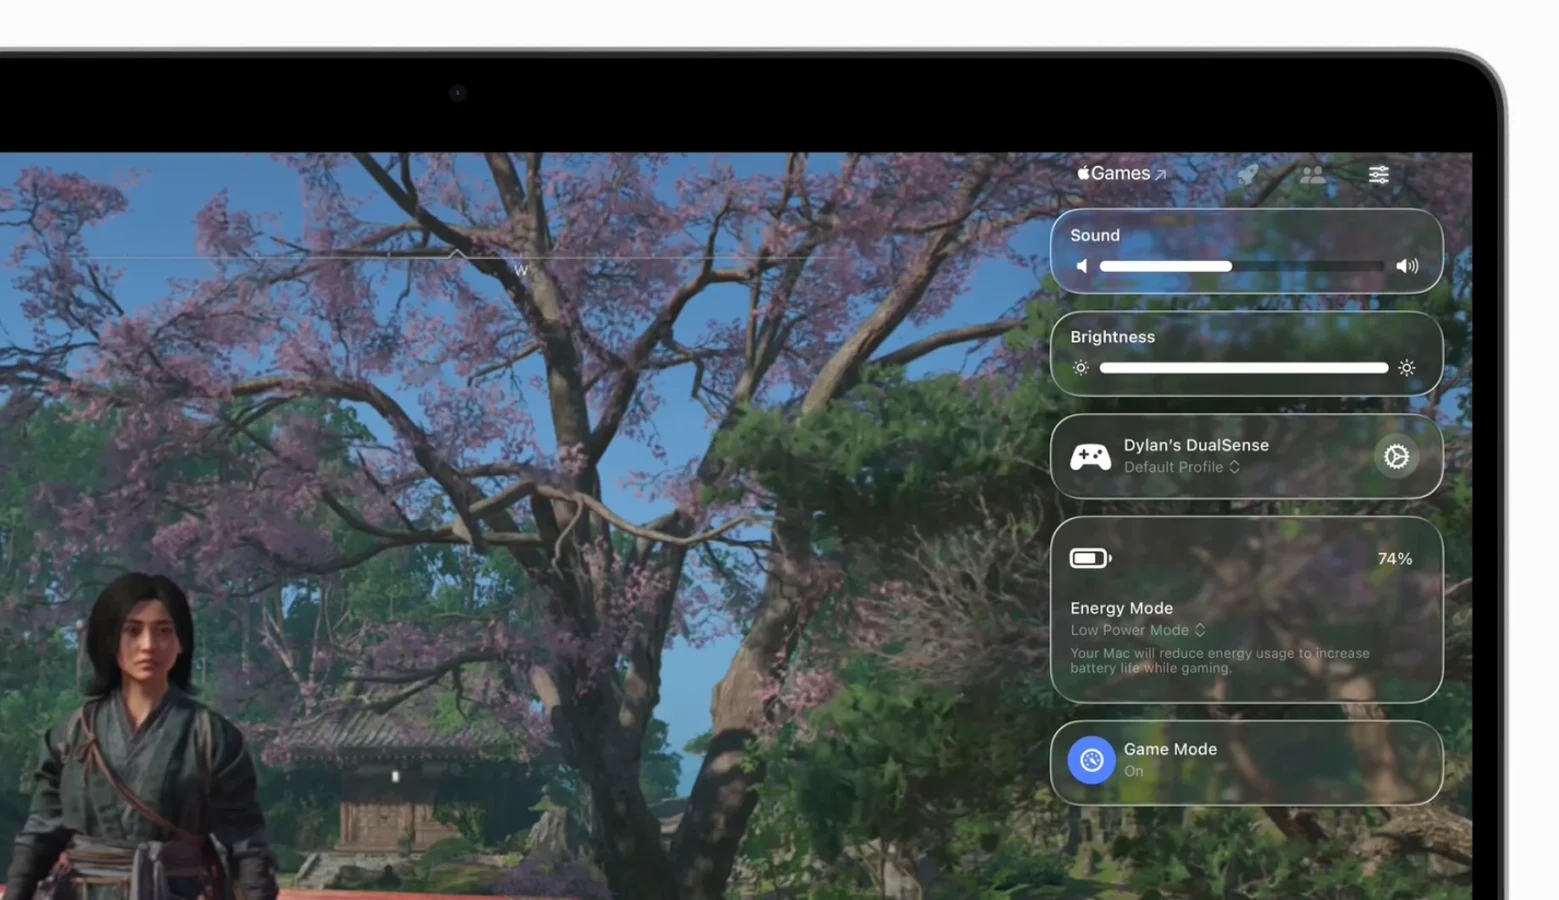 Games
Sound
W
Brightness
Dylan's DualSense
Default Profile
74%
Energy Mode
Low Power Mode
Your Mac will reduce energy usage to increase
battery life while gaming.
Game Mode
On